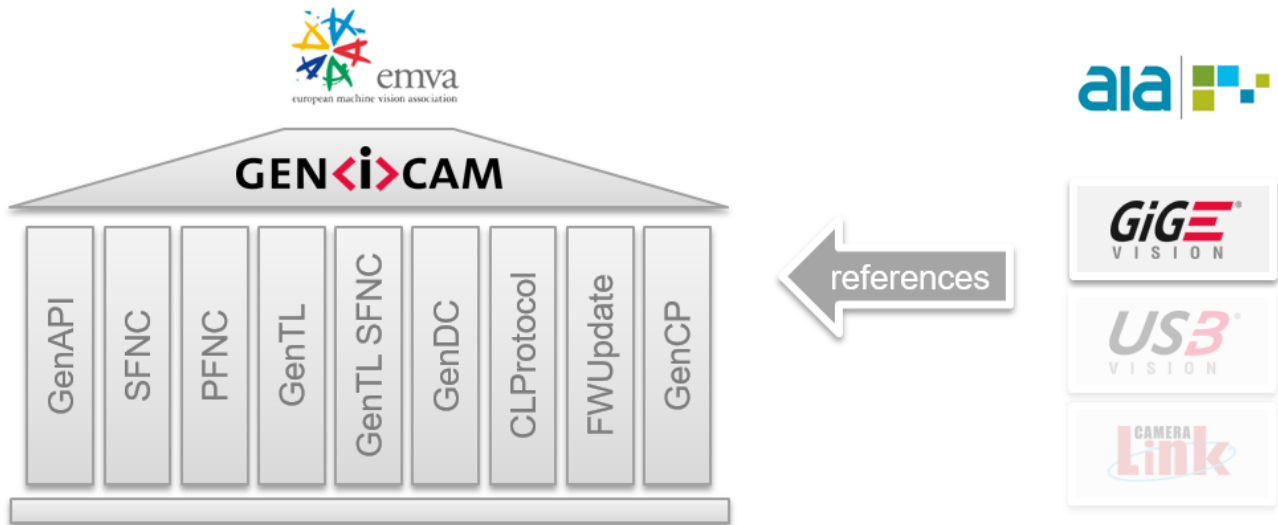 emva
european machine vision association
GEN<i>CAM
GenAPI
SFNC
PFNC
GenTL
GenTL SFNC
GenDC
CLProtocol
FWUpdate
GenCP
references
aia
GiGE®
VISION
USB®
VISION
CAMERA
Link